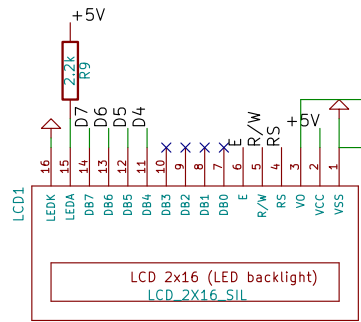 +5V
2.2k
R9
D7
D6
D5
D4
E
R/W
RS
+5V
16
15
14
13
12
11
10
9
8
7
6
5
4
3
2
1
LCD1
LEDK
LEDA
DB7
DB6
DB5
DB4
DB3
DB2
DB1
DB0
E
R/W
RS
VO
VCC
VSS
LCD 2x16 (LED backlight)
LCD_2X16_SIL